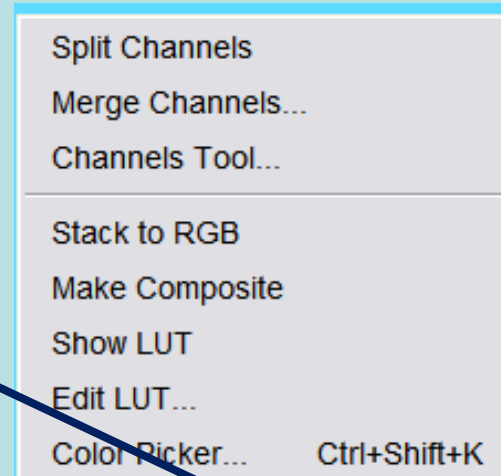 Split Channels
Merge Channels...
Channels Tool...
Stack to RGB
Make Composite
Show LUT
Edit LUT...
Color Picker... Ctrl+Shift+K